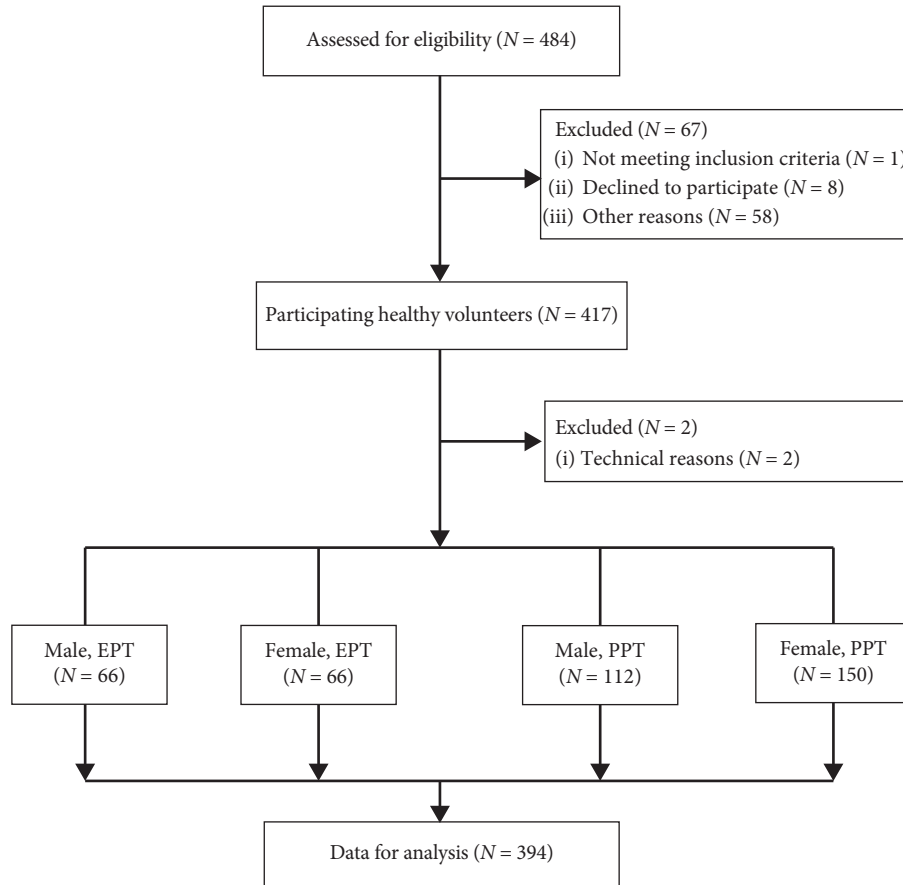 Assessed for eligibility (N = 484)
Excluded (N = 67)
(i) Not meeting inclusion criteria (N = 1)
(ii) Declined to participate (N = 8)
(iii) Other reasons (N = 58)
Participating healthy volunteers (N = 417)
Excluded (N = 2)
(i) Technical reasons (N = 2)
Male, EPT
(N = 66)
Female, EPT
(N = 66)
Male, PPT
(N = 112)
Female, PPT
(N = 150)
Data for analysis (N = 394)